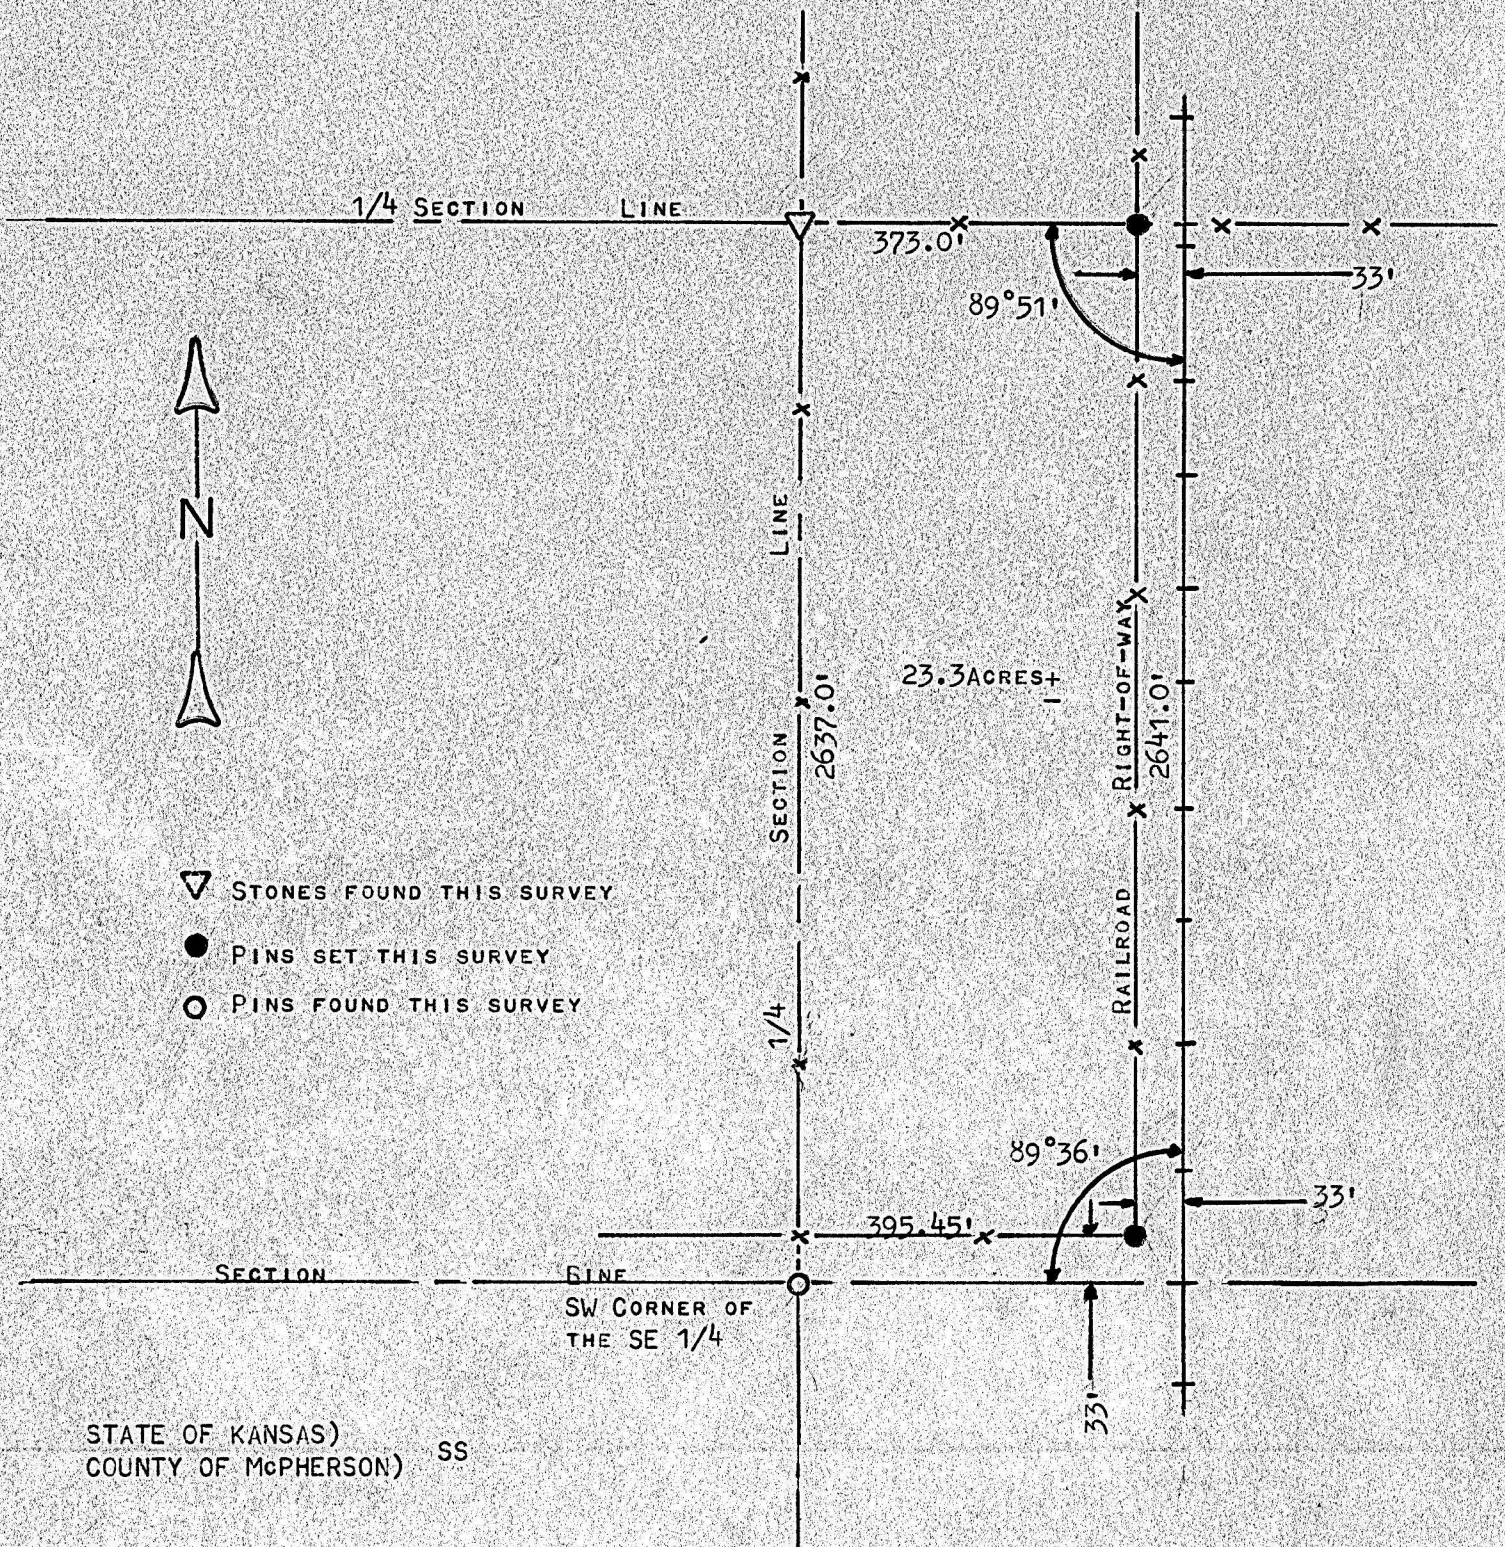 1/4 SECTION LINE
373.0'
33'
89°51'
N
SECTION LINE
1/4
2637.0'
23.3 ACRES±
RAILROAD RIGHT-OF-WAY
2641.0'
STONES FOUND THIS SURVEY
PINS SET THIS SURVEY
PINS FOUND THIS SURVEY
89°36'
33'
395.45'
SECTION LINE
SW CORNER OF
THE SE 1/4
33'
STATE OF KANSAS)
COUNTY OF McPHERSON) SS